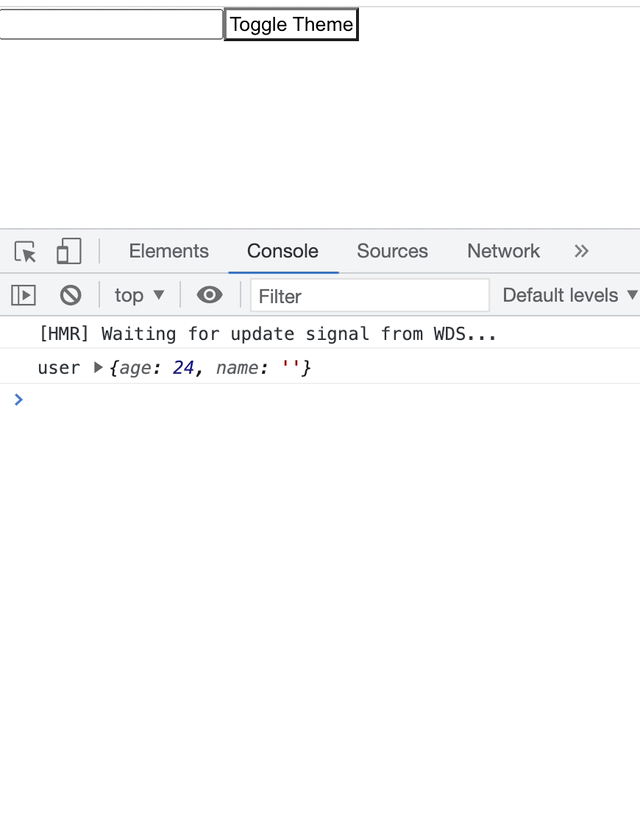 Toggle Theme
Elements Console Sources Network »
top ▼ Filter Default levels ▼
[HMR] Waiting for update signal from WDS...
user ▶ {age: 24, name: ''}
>